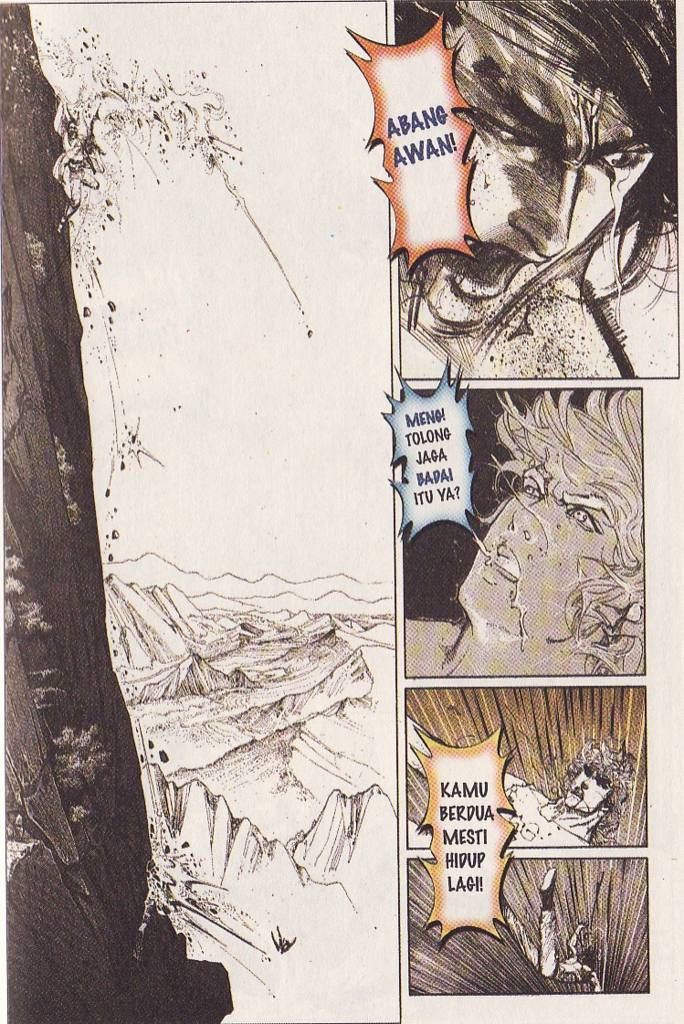 ABANG
AWAN!
MENG!
TOLONG
JAGA
BADAI
ITU YA?
KAMU
BERDUA
MESTI
HIDUP
LAGI!